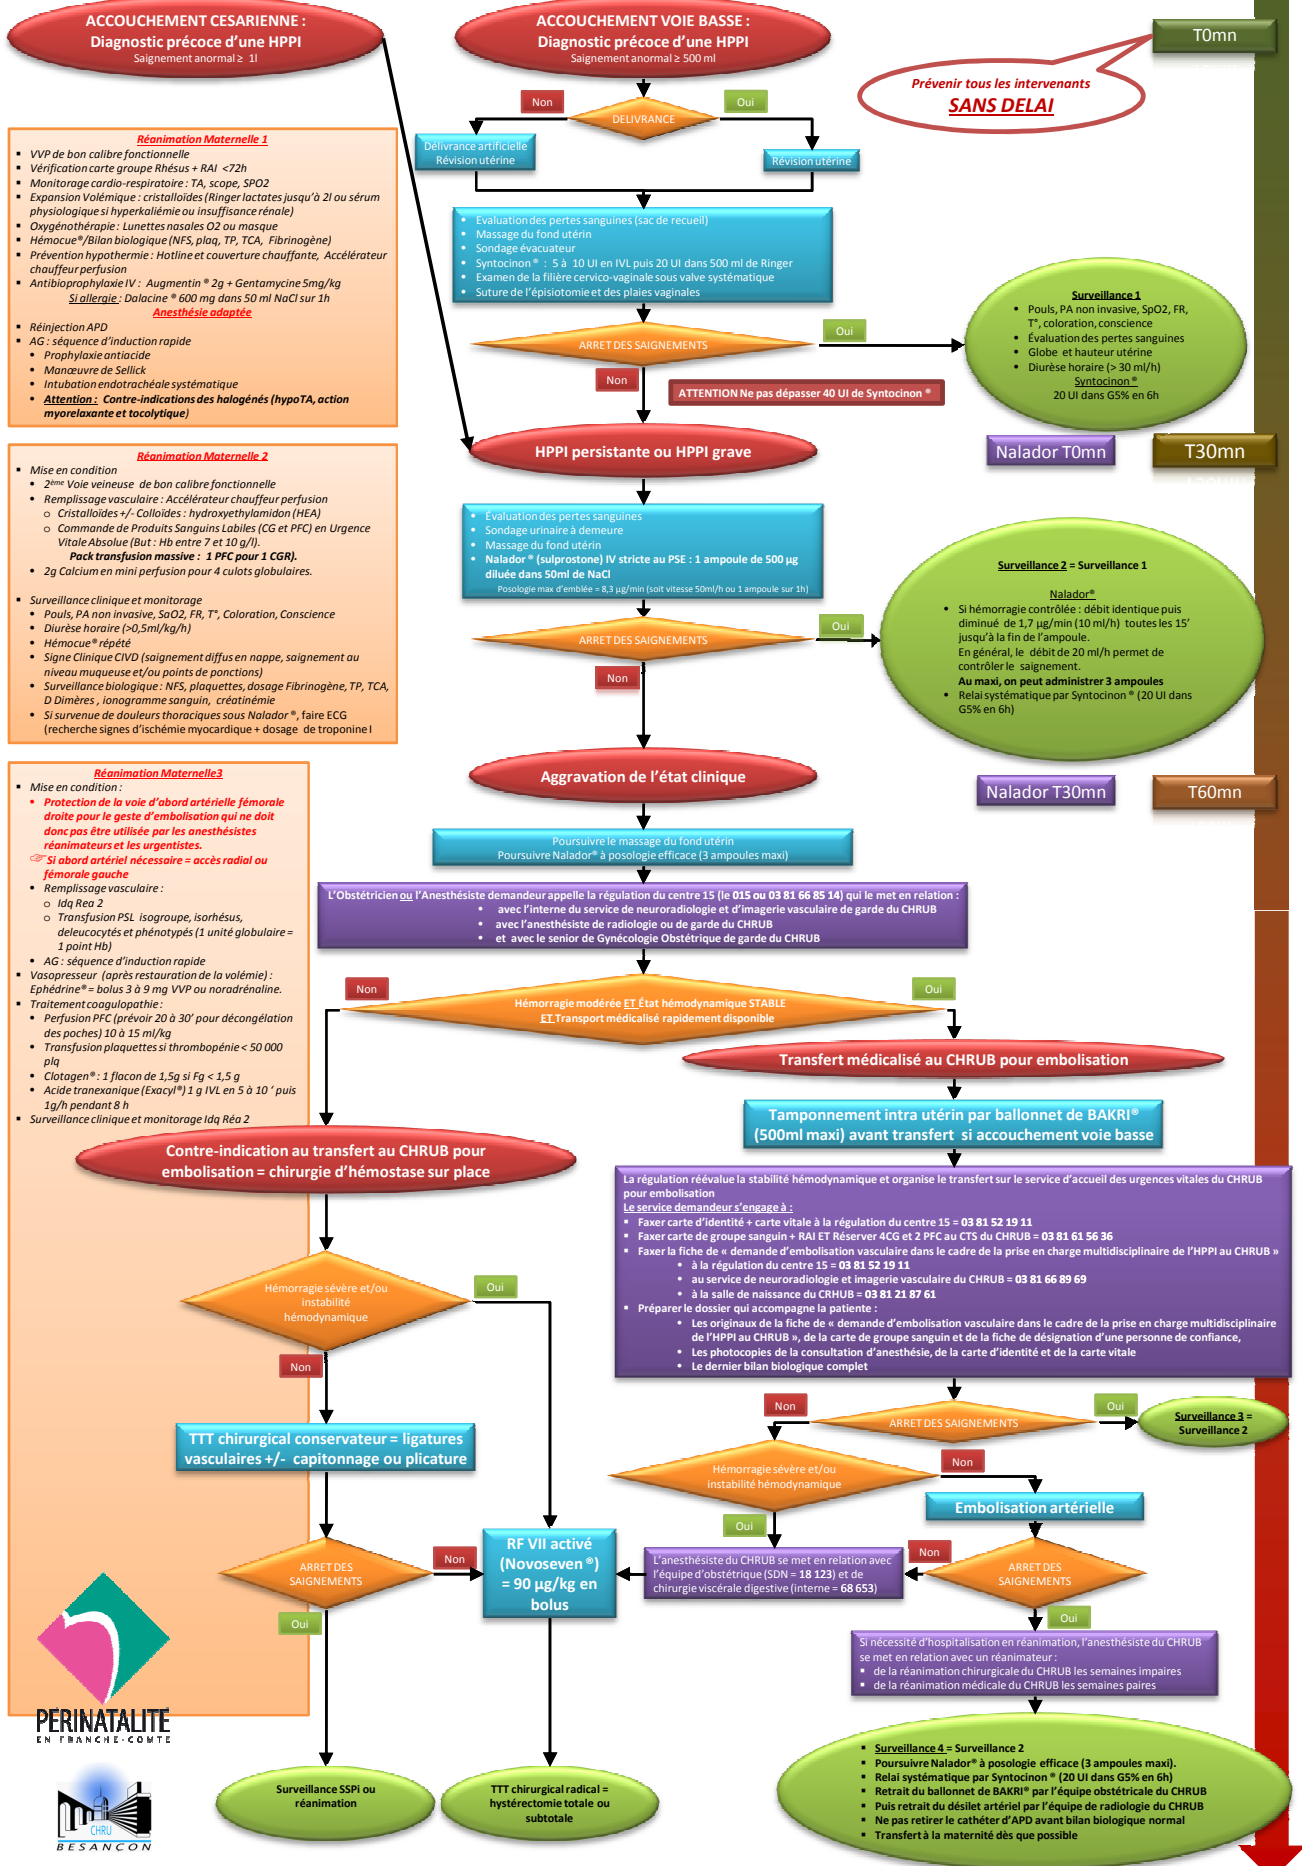 ACCOUCHEMENT CESARIENNE :
Diagnostic précoce d'une HPPI
Saignement anormal ≥ 1l
ACCOUCHEMENT VOIE BASSE :
Diagnostic précoce d'une HPPI
Saignement anormal ≥ 500 ml
T0mn
Prévenir tous les intervenants
SANS DELAI
Non
Oui
DELIVRANCE
Délivrance artificielle
Révision utérine
Révision utérine
Réanimation Maternelle 1
▪ VVP de bon calibre fonctionnelle
▪ Vérification carte groupe Rhésus + RAI <72h
▪ Monitorage cardio-respiratoire : TA, scope, SPO2
▪ Expansion Volémique : cristalloïdes (Ringer lactates jusqu'à 2l ou sérum
physiologique si hyperkaliémie ou insuffisance rénale)
▪ Oxygénothérapie : Lunettes nasales O2 ou masque
▪ Hémocue®/Bilan biologique (NFS, plaq, TP, TCA, Fibrinogène)
▪ Prévention hypothermie : Hotline et couverture chauffante, Accélérateur
chauffeur perfusion
▪ Antibioprophylaxie IV : Augmentin ® 2g + Gentamycine 5mg/kg
Si allergie : Dalacine ® 600 mg dans 50 ml NaCl sur 1h
Anesthésie adaptée
▪ Réinjection APD
▪ AG : séquence d'induction rapide
• Prophylaxie antiacide
• Manœuvre de Sellick
• Intubation endotrachéale systématique
• Attention : Contre-indications des halogénés (hypoTA, action
myorelaxante et tocolytique)
• Evaluation des pertes sanguines (sac de recueil)
• Massage du fond utérin
• Sondage évacuateur
• Syntocinon ® : 5 à 10 UI en IVL puis 20 UI dans 500 ml de Ringer
• Examen de la filière cervico-vaginale sous valve systématique
• Suture de l'épisiotomie et des plaies vaginales
ARRET DES SAIGNEMENTS
Oui
Non
ATTENTION Ne pas dépasser 40 UI de Syntocinon ®
Surveillance 1
• Pouls, PA non invasive, SpO2, FR,
T°, coloration, conscience
• Évaluation des pertes sanguines
• Globe et hauteur utérine
• Diurèse horaire (> 30 ml/h)
Syntocinon ®
20 UI dans G5% en 6h
Nalador T0mn
T30mn
HPPI persistante ou HPPI grave
Réanimation Maternelle 2
▪ Mise en condition
• 2ème Voie veineuse de bon calibre fonctionnelle
• Remplissage vasculaire : Accélérateur chauffeur perfusion
o Cristalloïdes +/- Colloïdes : hydroxyethylamidon (HEA)
o Commande de Produits Sanguins Labiles (CG et PFC) en Urgence
Vitale Absolue (But : Hb entre 7 et 10 g/l).
Pack transfusion massive : 1 PFC pour 1 CGR).
• 2g Calcium en mini perfusion pour 4 culots globulaires.
▪ Surveillance clinique et monitorage
• Pouls, PA non invasive, SaO2, FR, T°, Coloration, Conscience
• Diurèse horaire (>0,5ml/kg/h)
• Hémocue® répété
• Signe Clinique CIVD (saignement diffus en nappe, saignement au
niveau muqueuse et/ou points de ponctions)
• Surveillance biologique : NFS, plaquettes, dosage Fibrinogène, TP, TCA,
D Dimères , ionogramme sanguin, créatinémie
• Si survenue de douleurs thoraciques sous Nalador ®, faire ECG
(recherche signes d'ischémie myocardique + dosage de troponine I
• Évaluation des pertes sanguines
• Sondage urinaire à demeure
• Massage du fond utérin
• Nalador ® (sulprostone) IV stricte au PSE : 1 ampoule de 500 µg
diluée dans 50ml de NaCl
Posologie max d'emblée = 8,3 µg/min (soit vitesse 50ml/h ou 1 ampoule sur 1h)
ARRET DES SAIGNEMENTS
Oui
Non
Surveillance 2 = Surveillance 1
Nalador®
• Si hémorragie contrôlée : débit identique puis
diminué de 1,7 µg/min (10 ml/h) toutes les 15'
jusqu'à la fin de l'ampoule.
En général, le débit de 20 ml/h permet de
contrôler le saignement.
Au maxi, on peut administrer 3 ampoules
• Relai systématique par Syntocinon ® (20 UI dans
G5% en 6h)
Aggravation de l'état clinique
Nalador T30mn
T60mn
Poursuivre le massage du fond utérin
Poursuivre Nalador® à posologie efficace (3 ampoules maxi)
L'Obstétricien ou l'Anesthésiste demandeur appelle la régulation du centre 15 (le 015 ou 03 81 66 85 14) qui le met en relation :
• avec l'interne du service de neuroradiologie et d'imagerie vasculaire de garde du CHRUB
• avec l'anesthésiste de radiologie ou de garde du CHRUB
• et avec le senior de Gynécologie Obstétrique de garde du CHRUB
Réanimation Maternelle3
▪ Mise en condition :
• Protection de la voie d'abord artérielle fémorale
droite pour le geste d'embolisation qui ne doit
donc pas être utilisée par les anesthésistes
réanimateurs et les urgentistes.
☞ Si abord artériel nécessaire = accès radial ou
fémorale gauche
• Remplissage vasculaire :
o Idq Rea 2
o Transfusion PSL isogroupe, isorhésus,
deleucocytés et phénotypés (1 unité globulaire =
1 point Hb)
• AG : séquence d'induction rapide
▪ Vasopresseur (après restauration de la volémie) :
Ephédrine® = bolus 3 à 9 mg VVP ou noradrénaline.
▪ Traitement coagulopathie :
• Perfusion PFC (prévoir 20 à 30' pour décongélation
des poches) 10 à 15 ml/kg
• Transfusion plaquettes si thrombopénie < 50 000
plq
• Clotagen® : 1 flacon de 1,5g si Fg < 1,5 g
• Acide tranexanique (Exacyl®) 1 g IVL en 5 à 10 ' puis
1g/h pendant 8 h
▪ Surveillance clinique et monitorage Idq Réa 2
Non
Oui
Hémorragie modérée ET État hémodynamique STABLE
ET Transport médicalisé rapidement disponible
Transfert médicalisé au CHRUB pour embolisation
Tamponnement intra utérin par ballonnet de BAKRI®
(500ml maxi) avant transfert si accouchement voie basse
Contre-indication au transfert au CHRUB pour
embolisation = chirurgie d'hémostase sur place
La régulation réévalue la stabilité hémodynamique et organise le transfert sur le service d'accueil des urgences vitales du CHRUB
pour embolisation
Le service demandeur s'engage à :
▪ Faxer carte d'identité + carte vitale à la régulation du centre 15 = 03 81 52 19 11
▪ Faxer carte de groupe sanguin + RAI ET Réserver 4CG et 2 PFC au CTS du CHRUB = 03 81 61 56 36
▪ Faxer la fiche de « demande d'embolisation vasculaire dans le cadre de la prise en charge multidisciplinaire de l'HPPI au CHRUB »
• à la régulation du centre 15 = 03 81 52 19 11
• au service de neuroradiologie et imagerie vasculaire du CHRUB = 03 81 66 89 69
• à la salle de naissance du CRHUB = 03 81 21 87 61
▪ Préparer le dossier qui accompagne la patiente :
• Les originaux de la fiche de « demande d'embolisation vasculaire dans le cadre de la prise en charge multidisciplinaire
de l'HPPI au CHRUB », de la carte de groupe sanguin et de la fiche de désignation d'une personne de confiance,
• Les photocopies de la consultation d'anesthésie, de la carte d'identité et de la carte vitale
• Le dernier bilan biologique complet
Hémorragie sévère et/ou
instabilité
hémodynamique
Oui
Non
TTT chirurgical conservateur = ligatures
vasculaires +/- capitonnage ou plicature
Non
ARRET DES SAIGNEMENTS
Oui
Surveillance 3 =
Surveillance 2
Hémorragie sévère et/ou
instabilité hémodynamique
Non
Embolisation artérielle
Oui
ARRET DES
SAIGNEMENTS
Non
Oui
RF VII activé
(Novoseven ®)
= 90 µg/kg en
bolus
L'anesthésiste du CHRUB se met en relation avec
l'équipe d'obstétrique (SDN = 18 123) et de
chirurgie viscérale digestive (interne = 68 653)
Non
ARRET DES
SAIGNEMENTS
Oui
Si nécessité d'hospitalisation en réanimation, l'anesthésiste du CHRUB
se met en relation avec un réanimateur :
▪ de la réanimation chirurgicale du CHRUB les semaines impaires
▪ de la réanimation médicale du CHRUB les semaines paires
PÉRINATALITÉ
EN FRANCHE-COMTÉ
CHRU
BESANCON
Surveillance SSPi ou
réanimation
TTT chirurgical radical =
hystérectomie totale ou
subtotale
▪ Surveillance 4 = Surveillance 2
▪ Poursuivre Nalador® à posologie efficace (3 ampoules maxi).
▪ Relai systématique par Syntocinon ® (20 UI dans G5% en 6h)
▪ Retrait du ballonnet de BAKRI® par l'équipe obstétricale du CHRUB
▪ Puis retrait du désilet artériel par l'équipe de radiologie du CHRUB
▪ Ne pas retirer le cathéter d'APD avant bilan biologique normal
▪ Transfert à la maternité dès que possible